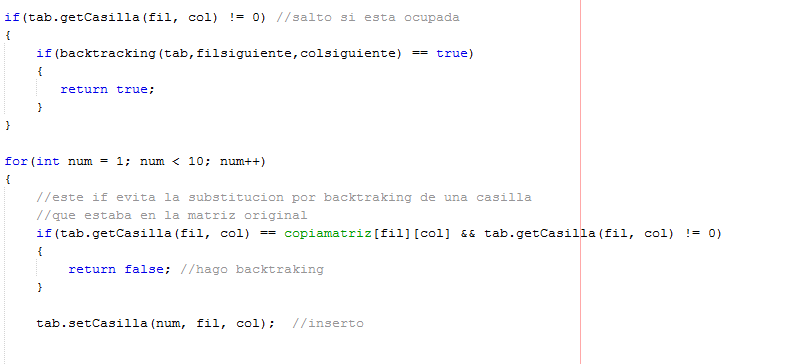 if(tab.getCasilla(fil, col) != 0) //salto si esta ocupada
{
if(backtracking(tab,filsiguiente,colsiguiente) == true)
{
return true;
}
}
for(int num = 1; num < 10; num++)
{
//este if evita la substitucion por backtraking de una casilla
//que estaba en la matriz original
if(tab.getCasilla(fil, col) == copiamatriz[fil][col] && tab.getCasilla(fil, col) != 0)
{
return false; //hago backtraking
}
tab.setCasilla(num, fil, col); //inserto